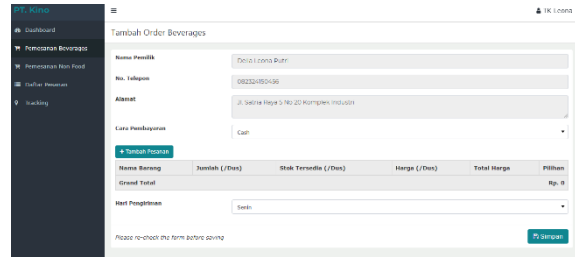 PT. Kino
TK Leona
Dashboard
Pemesanan Beverages
Pemesanan Non Food
Daftar Pesanan
Tracking
Tambah Order Beverages
Nama Pemilik
Della Leona Putri
No. Telepon
082324150456
Alamat
Jl. Satria Raya 5 No 20 Komplek Industri
Cara Pembayaran
Cash
+ Tambah Pesanan
Nama Barang Jumlah (/Dus) Stok Tersedia (/Dus) Harga (/Dus) Total Harga Pilihan
Grand Total Rp. 0
Hari Pengiriman
Senin
Please re-check the form before saving
Simpan